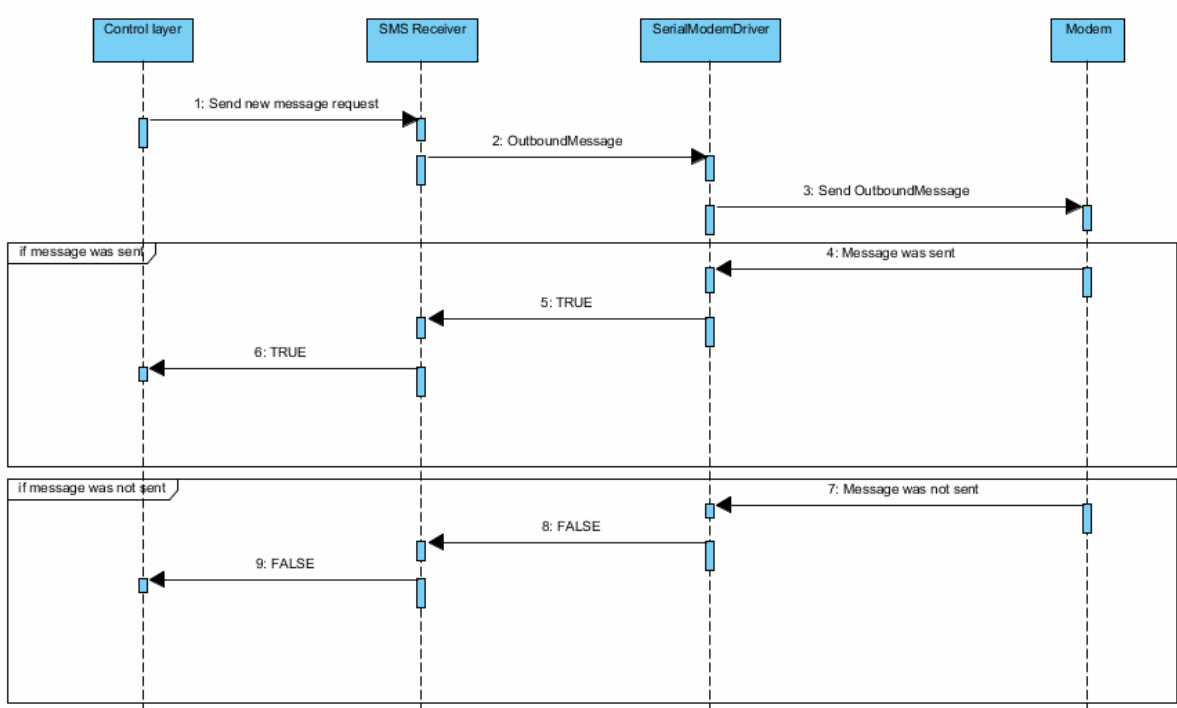 Control layer
SMS Receiver
SerialModemDriver
Modem
1: Send new message request
2: OutboundMessage
3: Send OutboundMessage
if message was sent
4: Message was sent
5: TRUE
6: TRUE
if message was not sent
7: Message was not sent
8: FALSE
9: FALSE